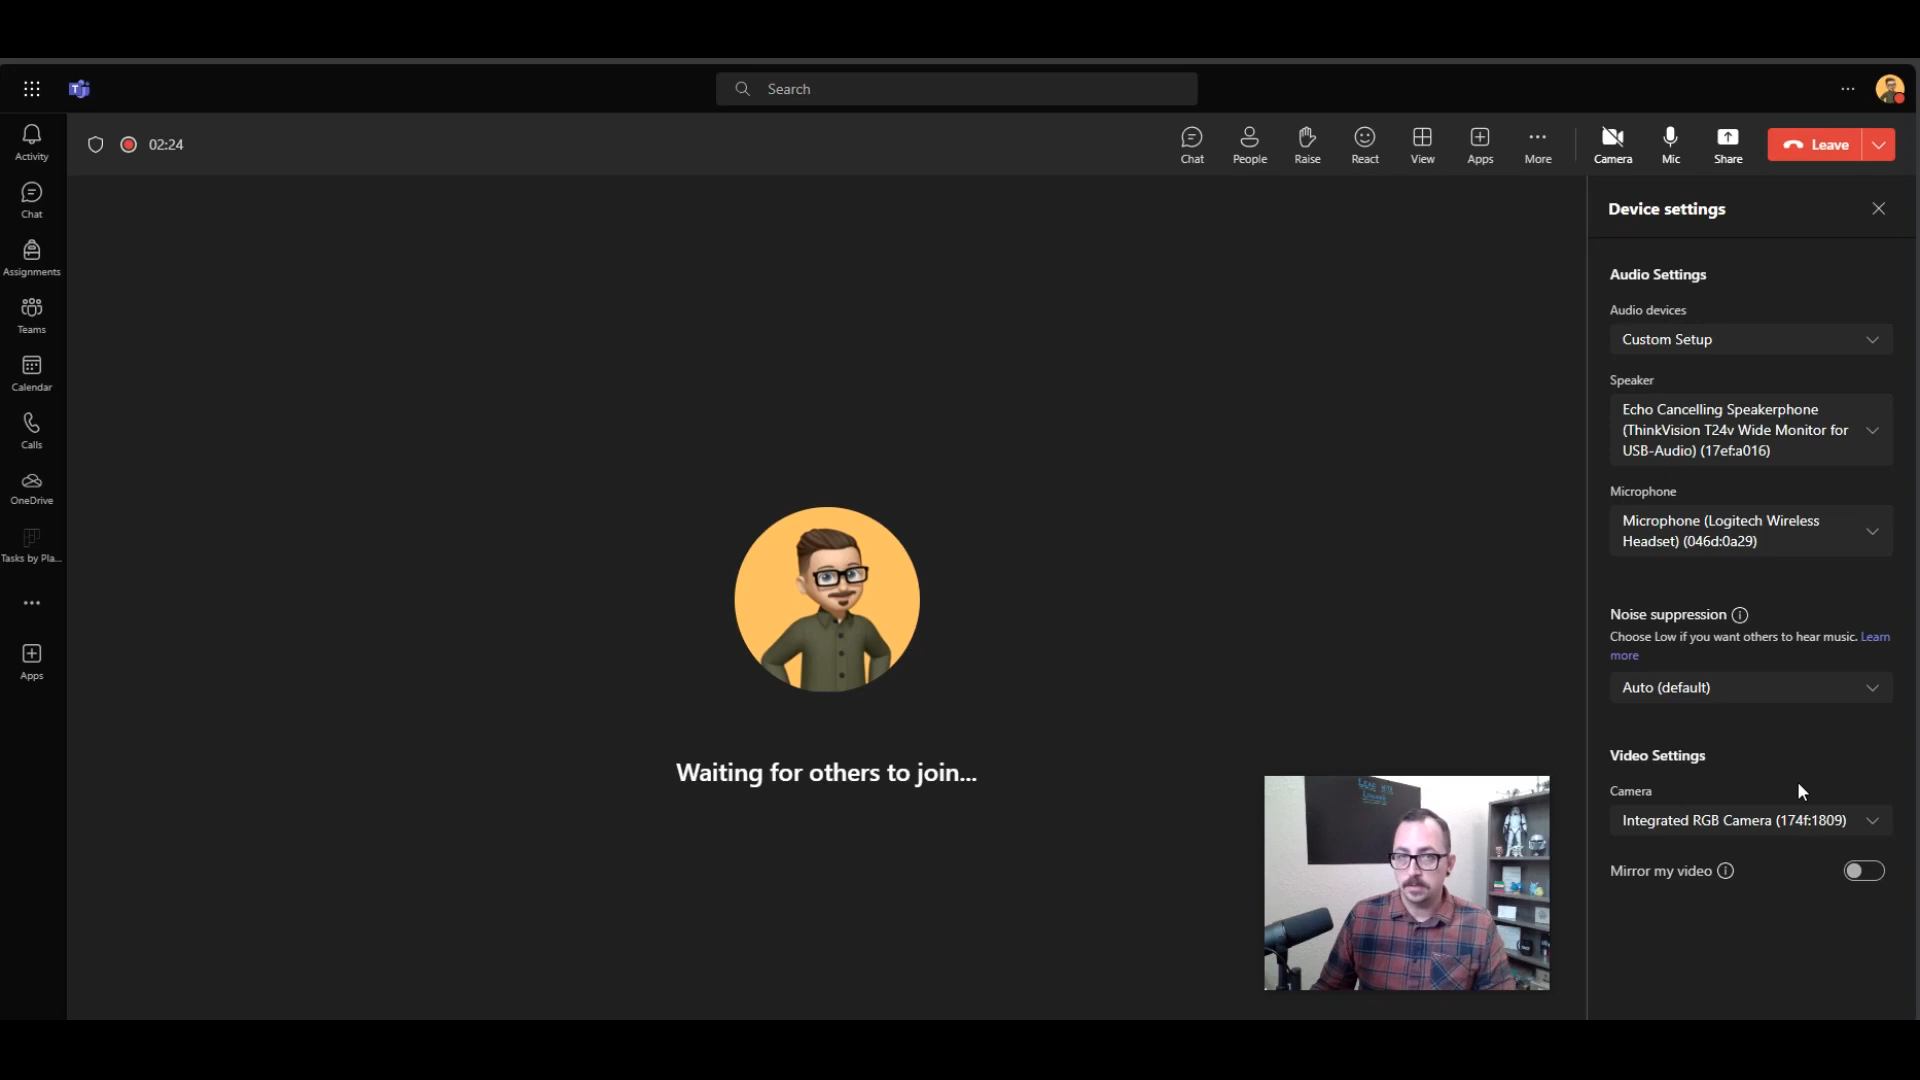 Search
Activity
Chat
Assignments
Teams
Calendar
Calls
OneDrive
Tasks by Pla...
Apps
02:24
Chat
People
Raise
React
View
Apps
More
Camera
Mic
Share
Leave
Waiting for others to join...
Device settings
Audio Settings
Audio devices
Custom Setup
Speaker
Echo Cancelling Speakerphone
(ThinkVision T24v Wide Monitor for
USB-Audio) (17ef:a016)
Microphone
Microphone (Logitech Wireless
Headset) (046d:0a29)
Noise suppression
Choose Low if you want others to hear music. Learn
more
Auto (default)
Video Settings
Camera
Integrated RGB Camera (174f:1809)
Mirror my video